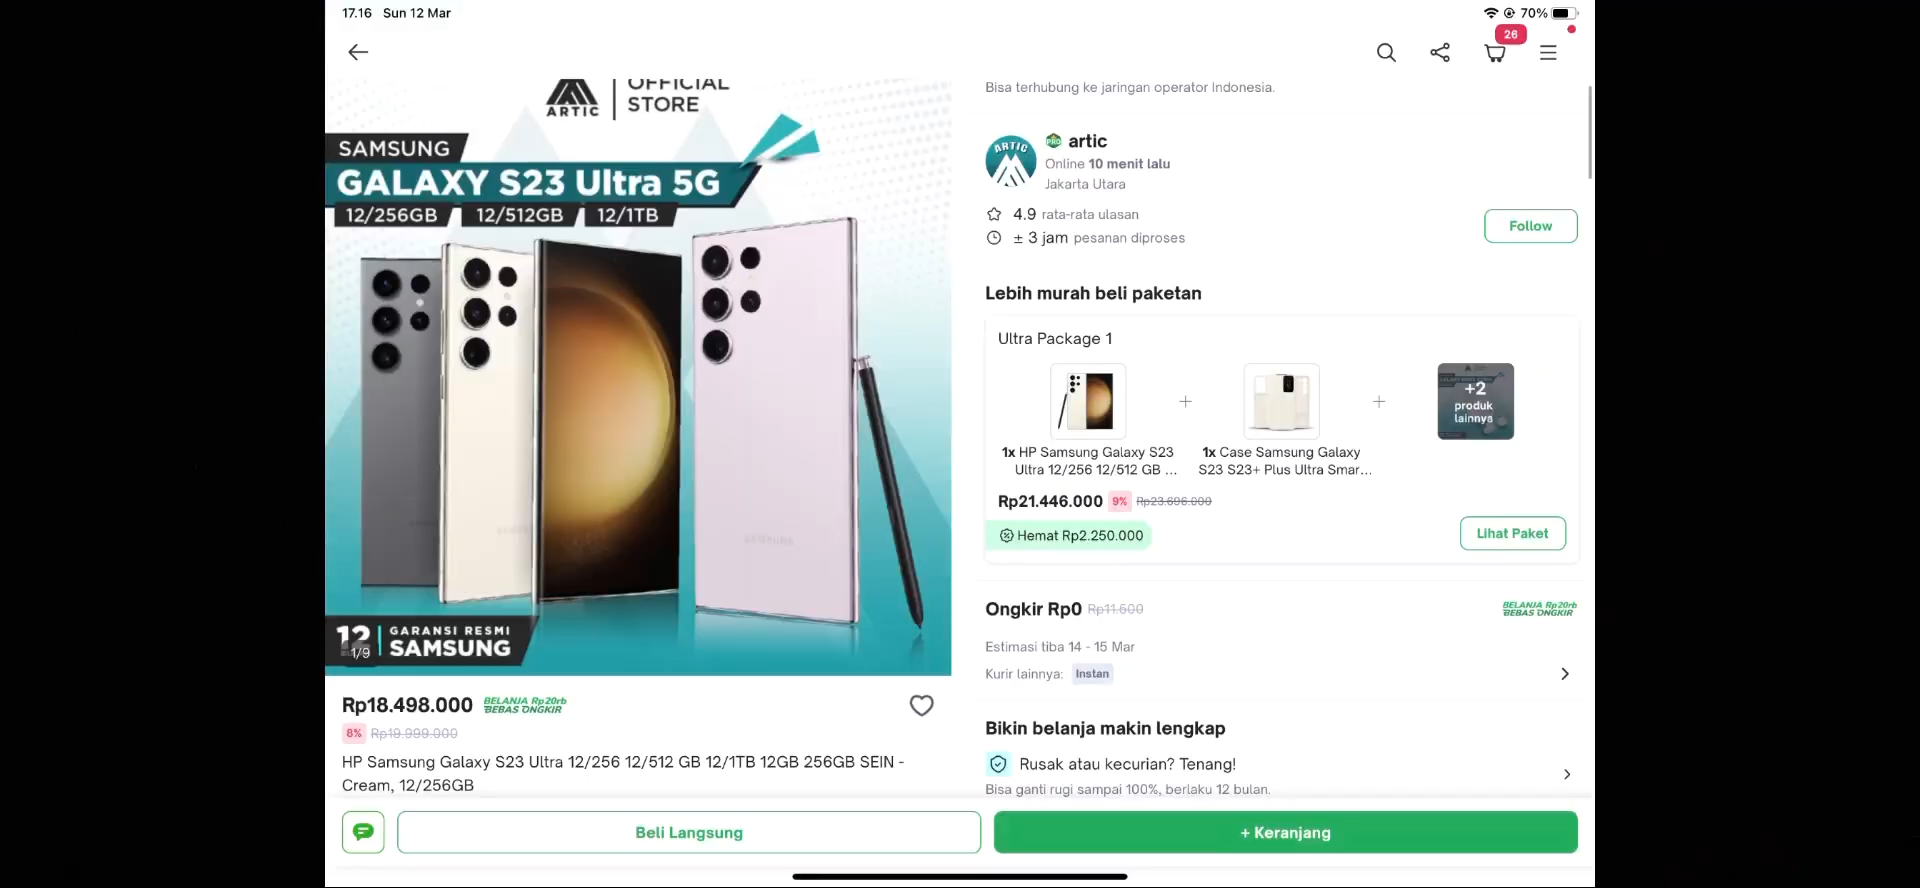 17.16 Sun 12 Mar
70%
26
ARTIC
OFFICIAL
STORE
SAMSUNG
GALAXY S23 Ultra 5G
12/256GB 12/512GB 12/1TB
SAMSUNG
12
GARANSI RESMI
SAMSUNG
1/9
Rp18.498.000
BELANJA Rp20rb
BEBAS ONGKIR
8% Rp19.999.000
HP Samsung Galaxy S23 Ultra 12/256 12/512 GB 12/1TB 12GB 256GB SEIN -
Cream, 12/256GB
Bisa terhubung ke jaringan operator Indonesia.
ARTIC
PRO artic
Online 10 menit lalu
Jakarta Utara
4.9 rata-rata ulasan
± 3 jam pesanan diproses
Follow
Lebih murah beli paketan
Ultra Package 1
+2
produk
lainnya
1x HP Samsung Galaxy S23
Ultra 12/256 12/512 GB ...
1x Case Samsung Galaxy
S23 S23+ Plus Ultra Smar...
Rp21.446.000 9% Rp23.696.000
Hemat Rp2.250.000
Lihat Paket
Ongkir Rp0 Rp11.500
BELANJA Rp20rb
BEBAS ONGKIR
Estimasi tiba 14 - 15 Mar
Kurir lainnya: Instan
Bikin belanja makin lengkap
Rusak atau kecurian? Tenang!
Bisa ganti rugi sampai 100%, berlaku 12 bulan.
Beli Langsung
+ Keranjang